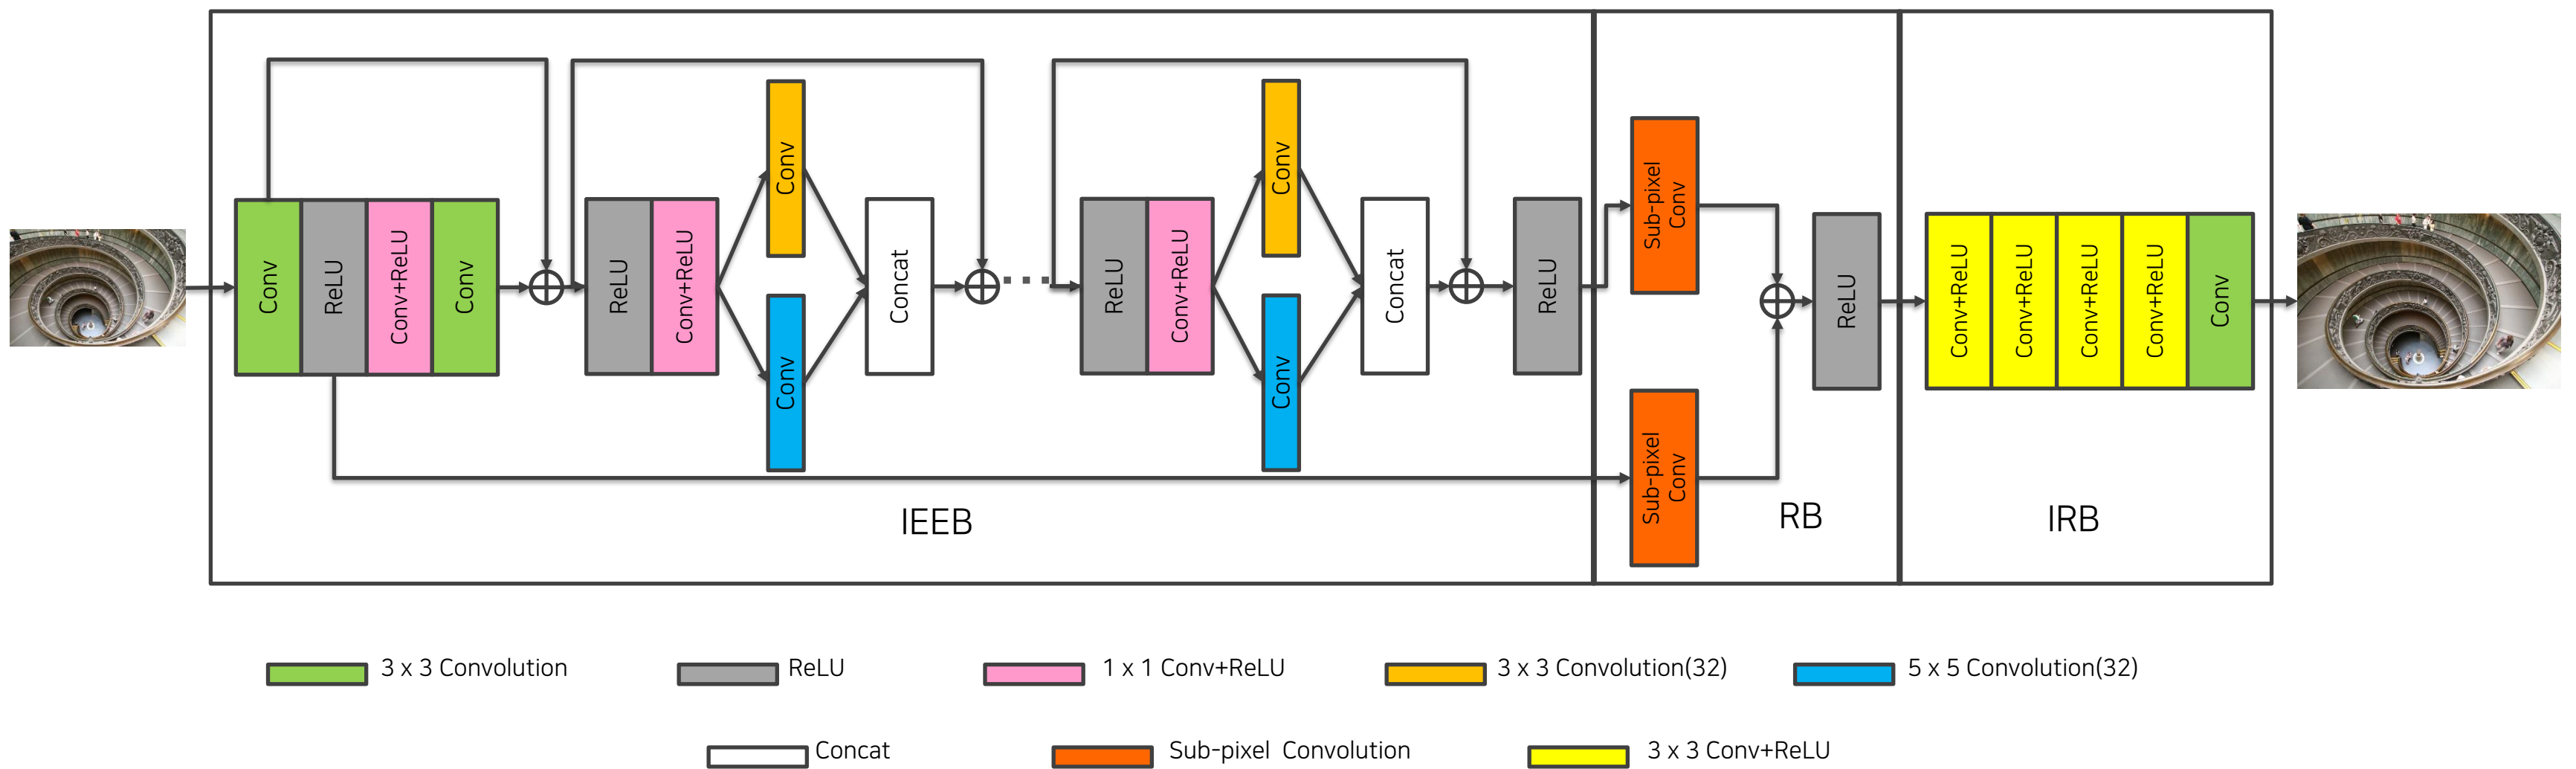 Conv
ReLU
Conv+ReLU
Conv
ReLU
Conv+ReLU
Conv
Conv
Concat
ReLU
Conv+ReLU
Conv
Conv
Concat
ReLU
IEEB
Sub-pixel
Conv
Sub-pixel
Conv
ReLU
RB
Conv+ReLU
Conv+ReLU
Conv+ReLU
Conv+ReLU
Conv
IRB
3 x 3 Convolution
ReLU
1 x 1 Conv+ReLU
3 x 3 Convolution(32)
5 x 5 Convolution(32)
Concat
Sub-pixel Convolution
3 x 3 Conv+ReLU